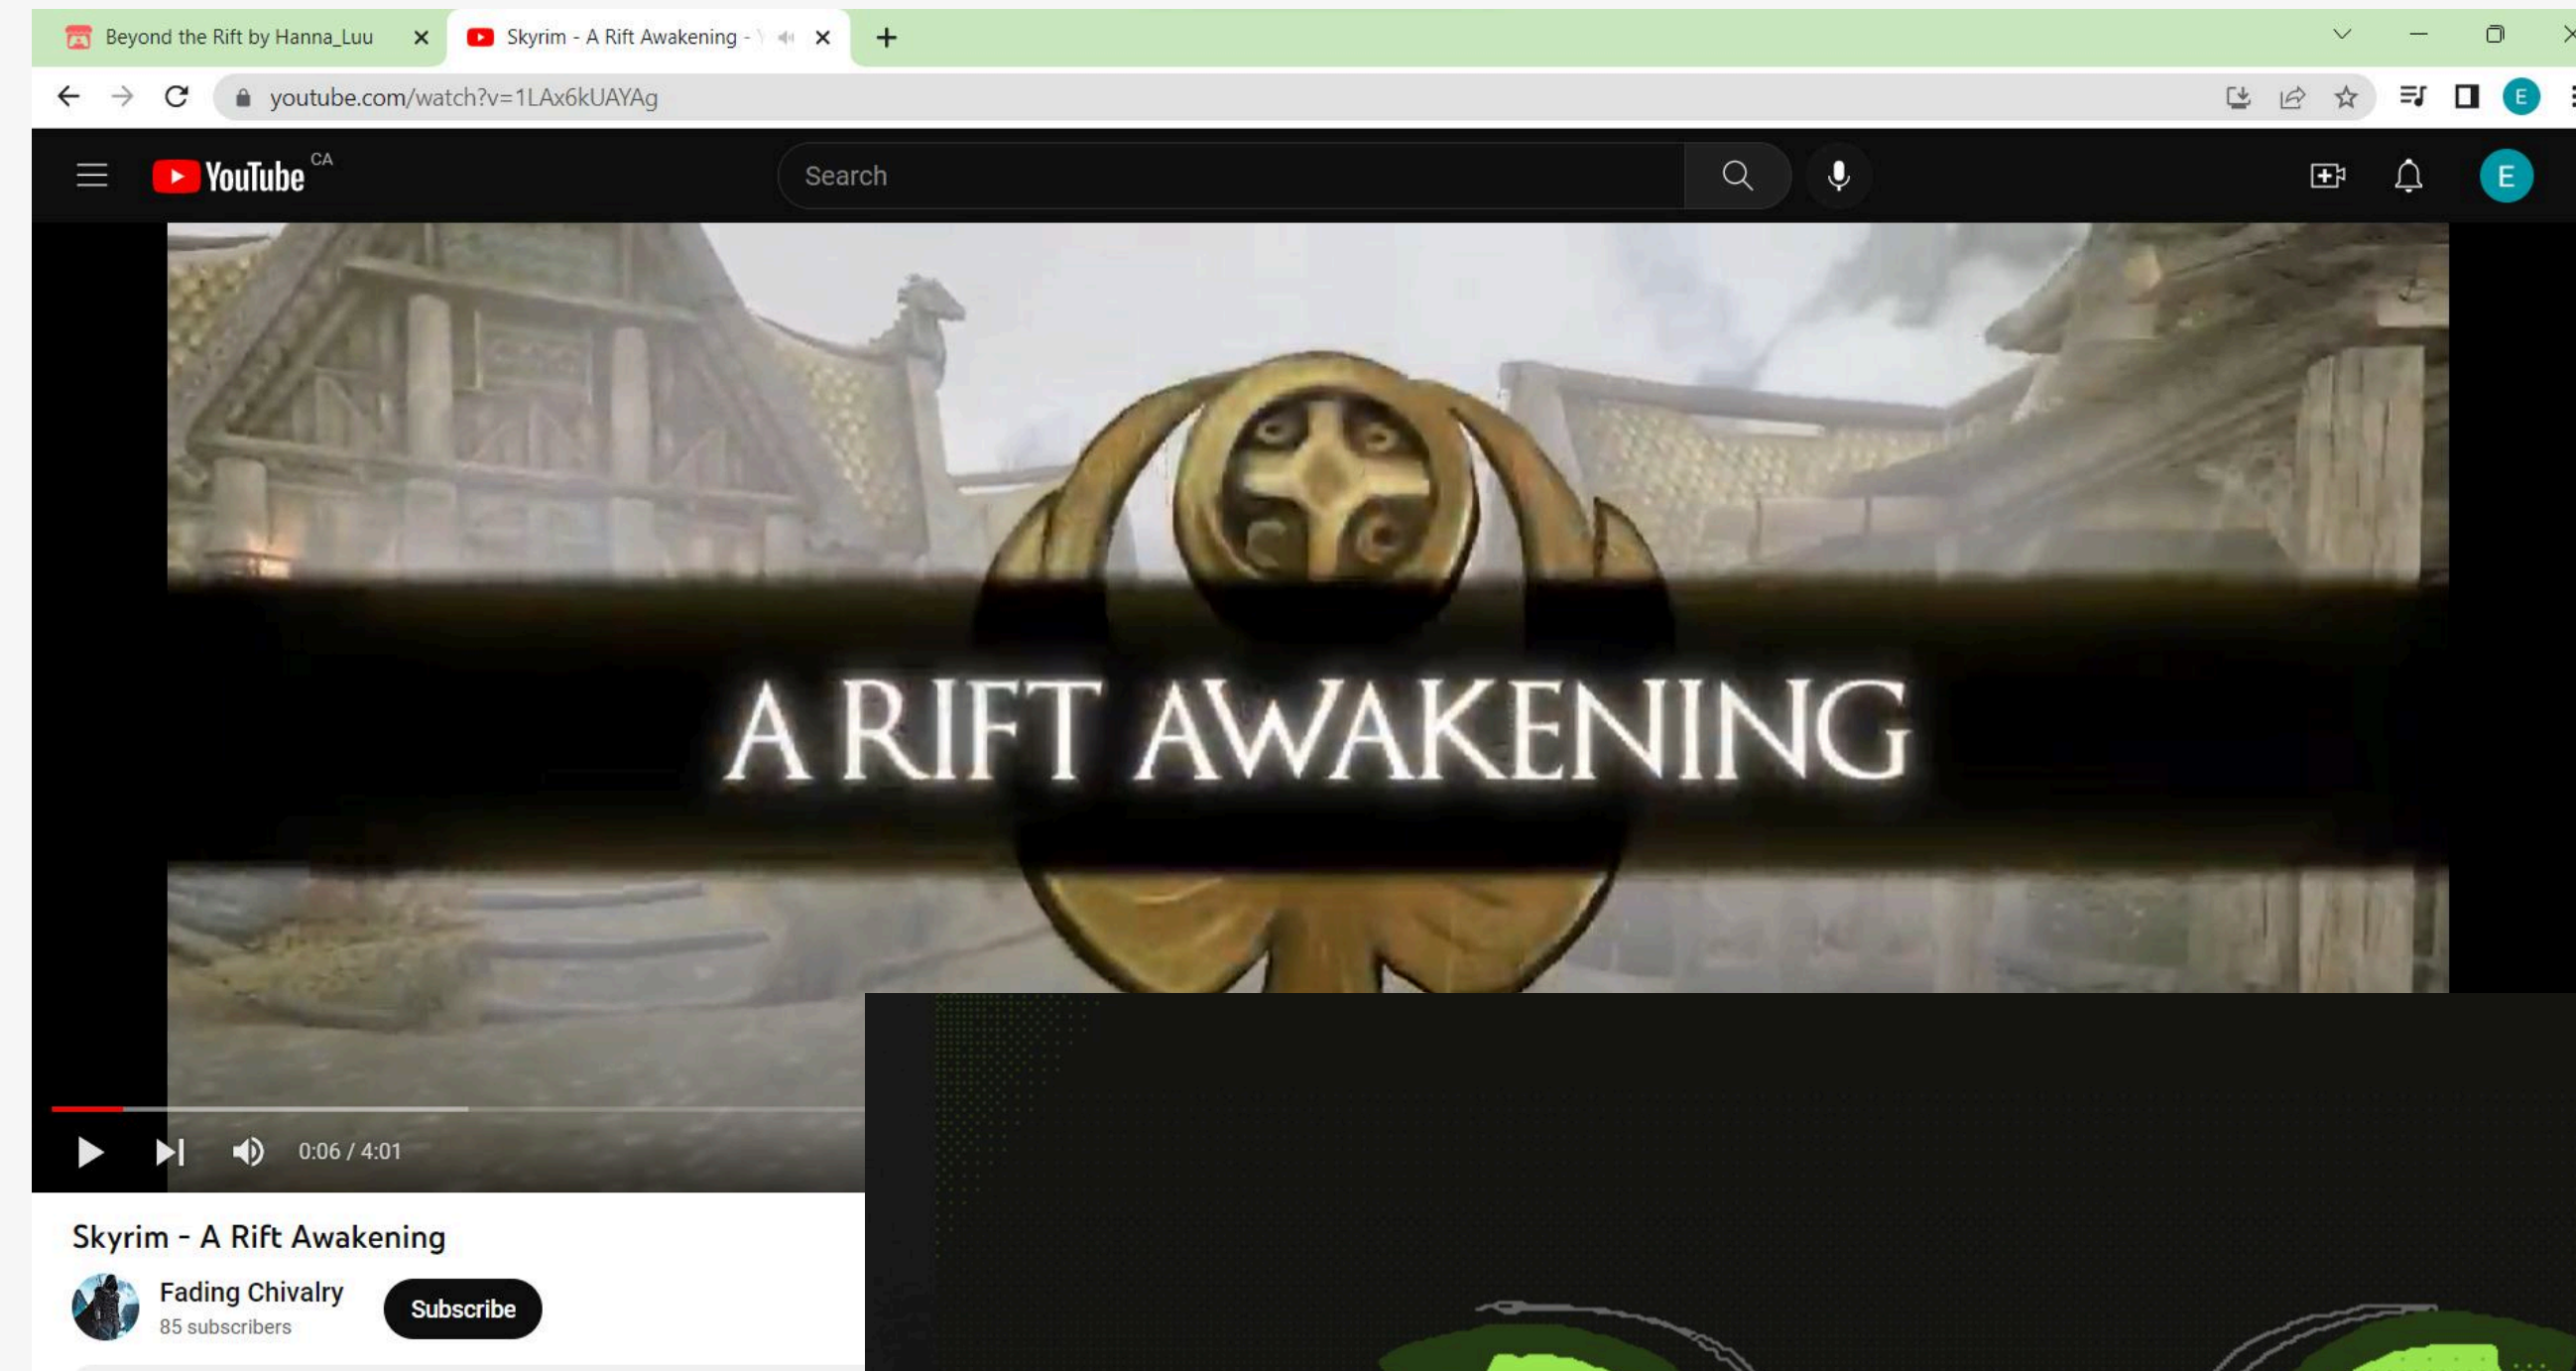 Beyond the Rift by Hanna_Luu
Skyrim - A Rift Awakening -
youtube.com/watch?v=1LAx6kUAYAg
E
YouTube CA
Search
E
A RIFT AWAKENING
0:06 / 4:01
Skyrim - A Rift Awakening
Fading Chivalry
85 subscribers
Subscribe